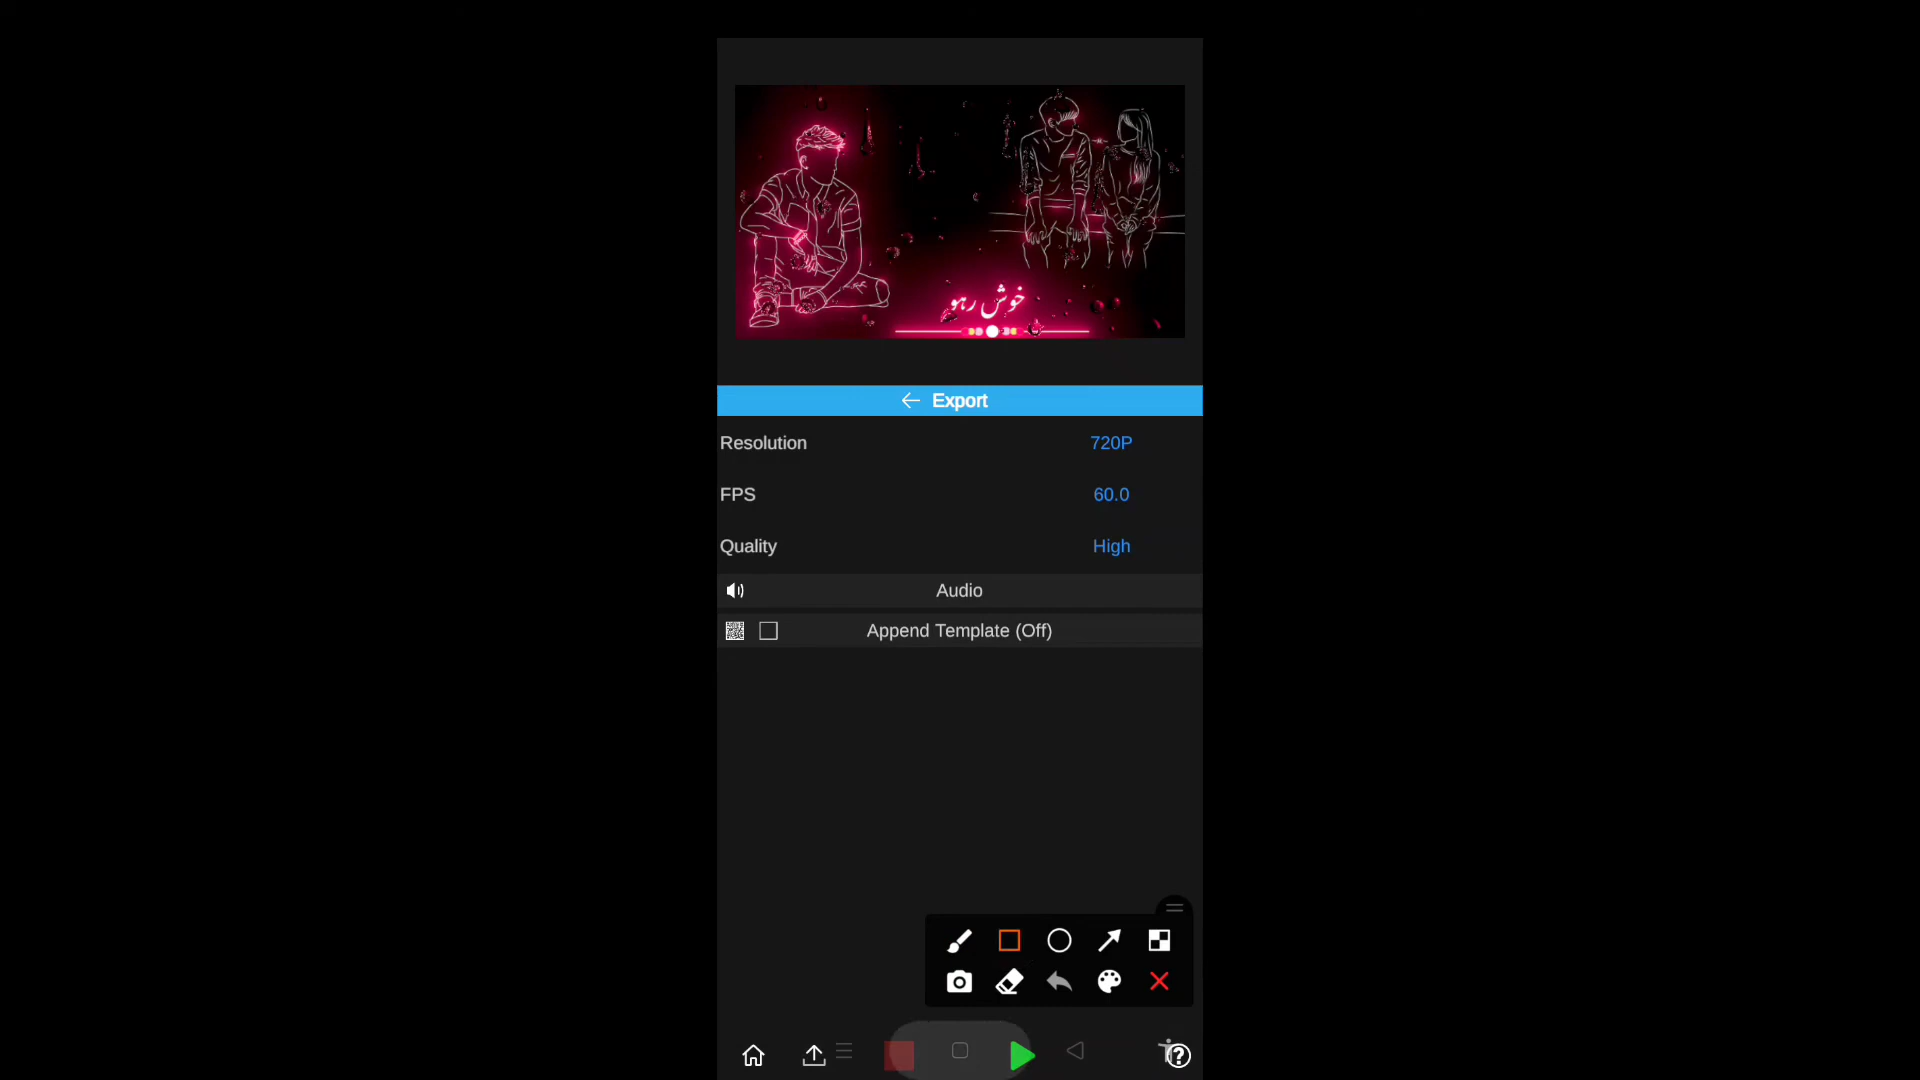 خوش رہو
Export
Resolution 720P
FPS 60.0
Quality High
Audio
Append Template (Off)